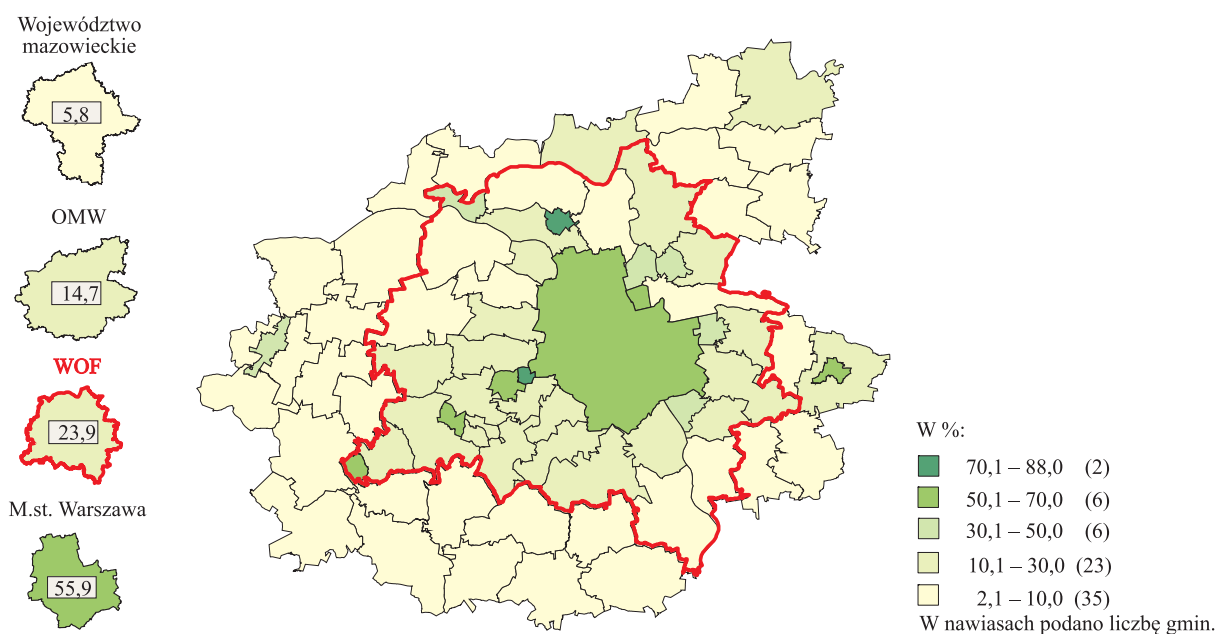 Województwo
mazowieckie
5,8
OMW
14,7
WOF
23,9
M.st. Warszawa
55,9
W %:
70,1 – 88,0 (2)
50,1 – 70,0 (6)
30,1 – 50,0 (6)
10,1 – 30,0 (23)
2,1 – 10,0 (35)
W nawiasach podano liczbę gmin.